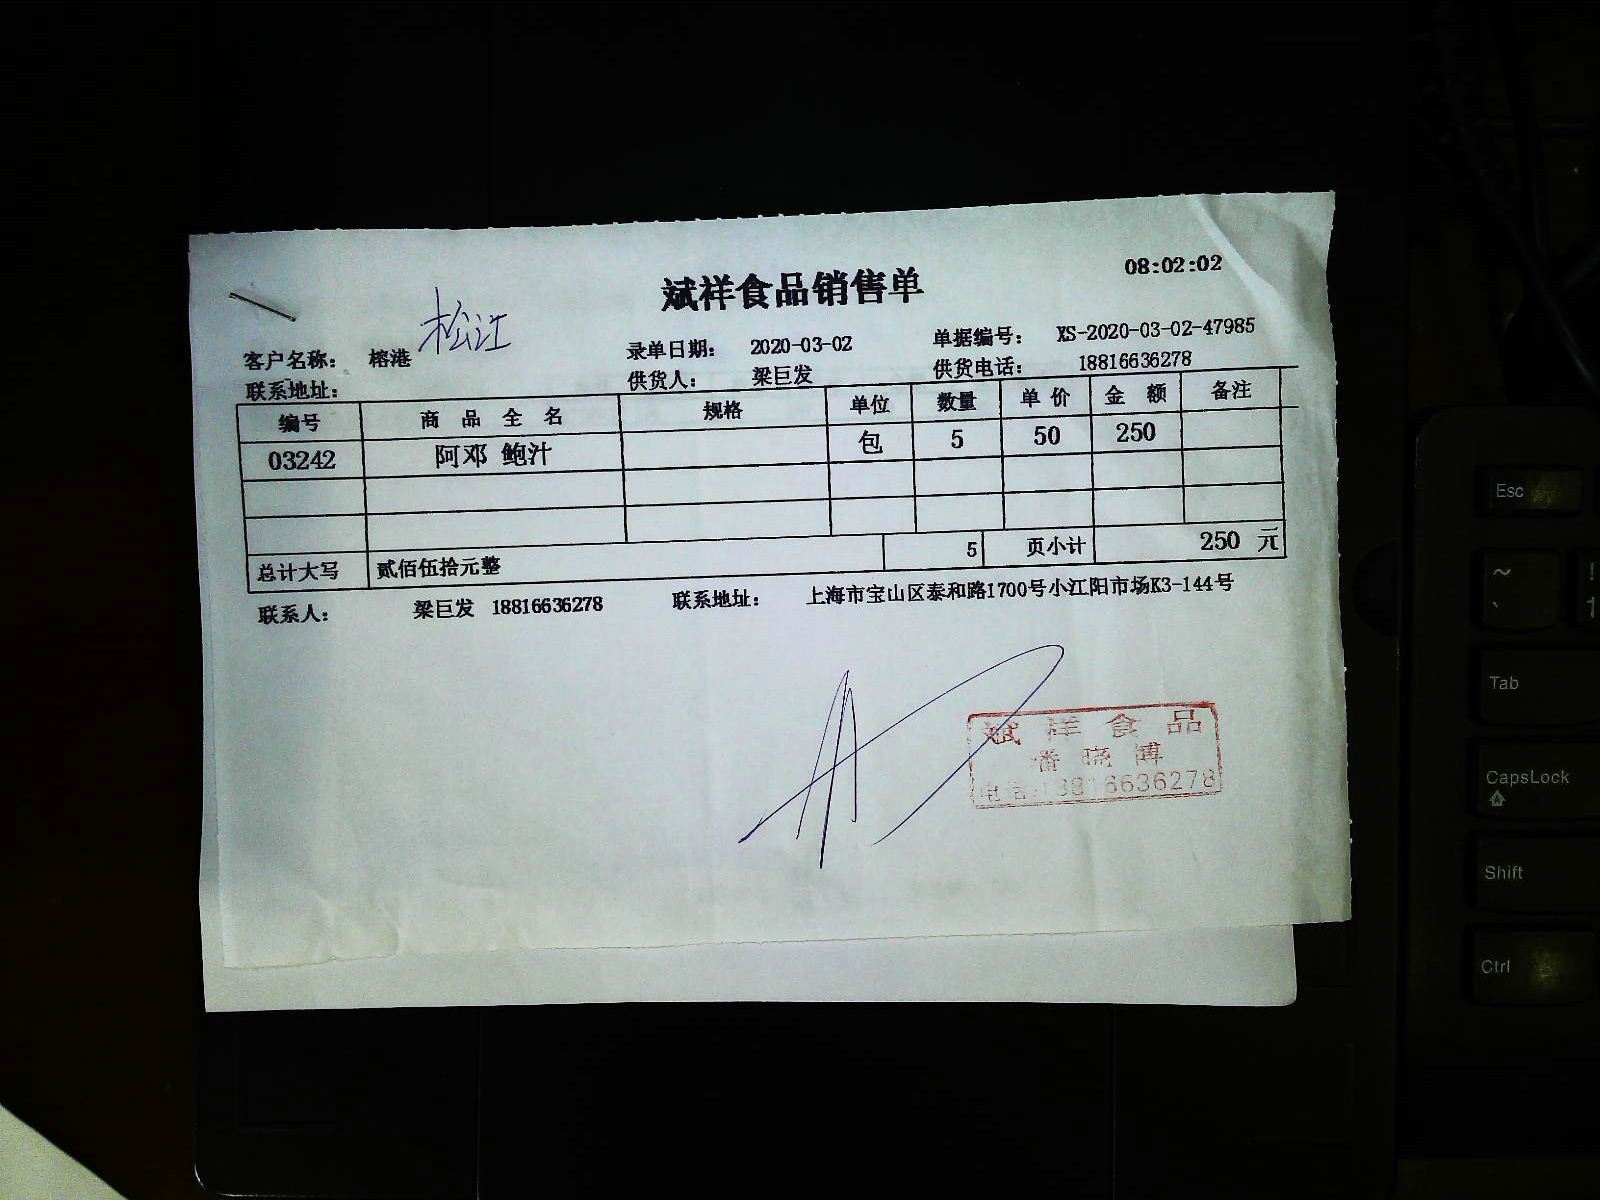 08:02:02
斌祥食品销售单
松江
客户名称： 榕港 录单日期： 2020-03-02 单据编号： XS-2020-03-02-47985
联系地址： 供货人： 梁巨发 供货电话： 18816636278
编号 商品全名 规格 单位 数量 单价 金额 备注
03242 阿邓 鲍汁 包 5 50 250
总计大写 贰佰伍拾元整 5 页小计 250 元
联系人： 梁巨发 18816636278 联系地址： 上海市宝山区泰和路1700号小江阳市场K3-144号
斌祥食品
番晓博
电信:18816636278
Esc
~
` 1
Tab
CapsLock
Shift
Ctrl